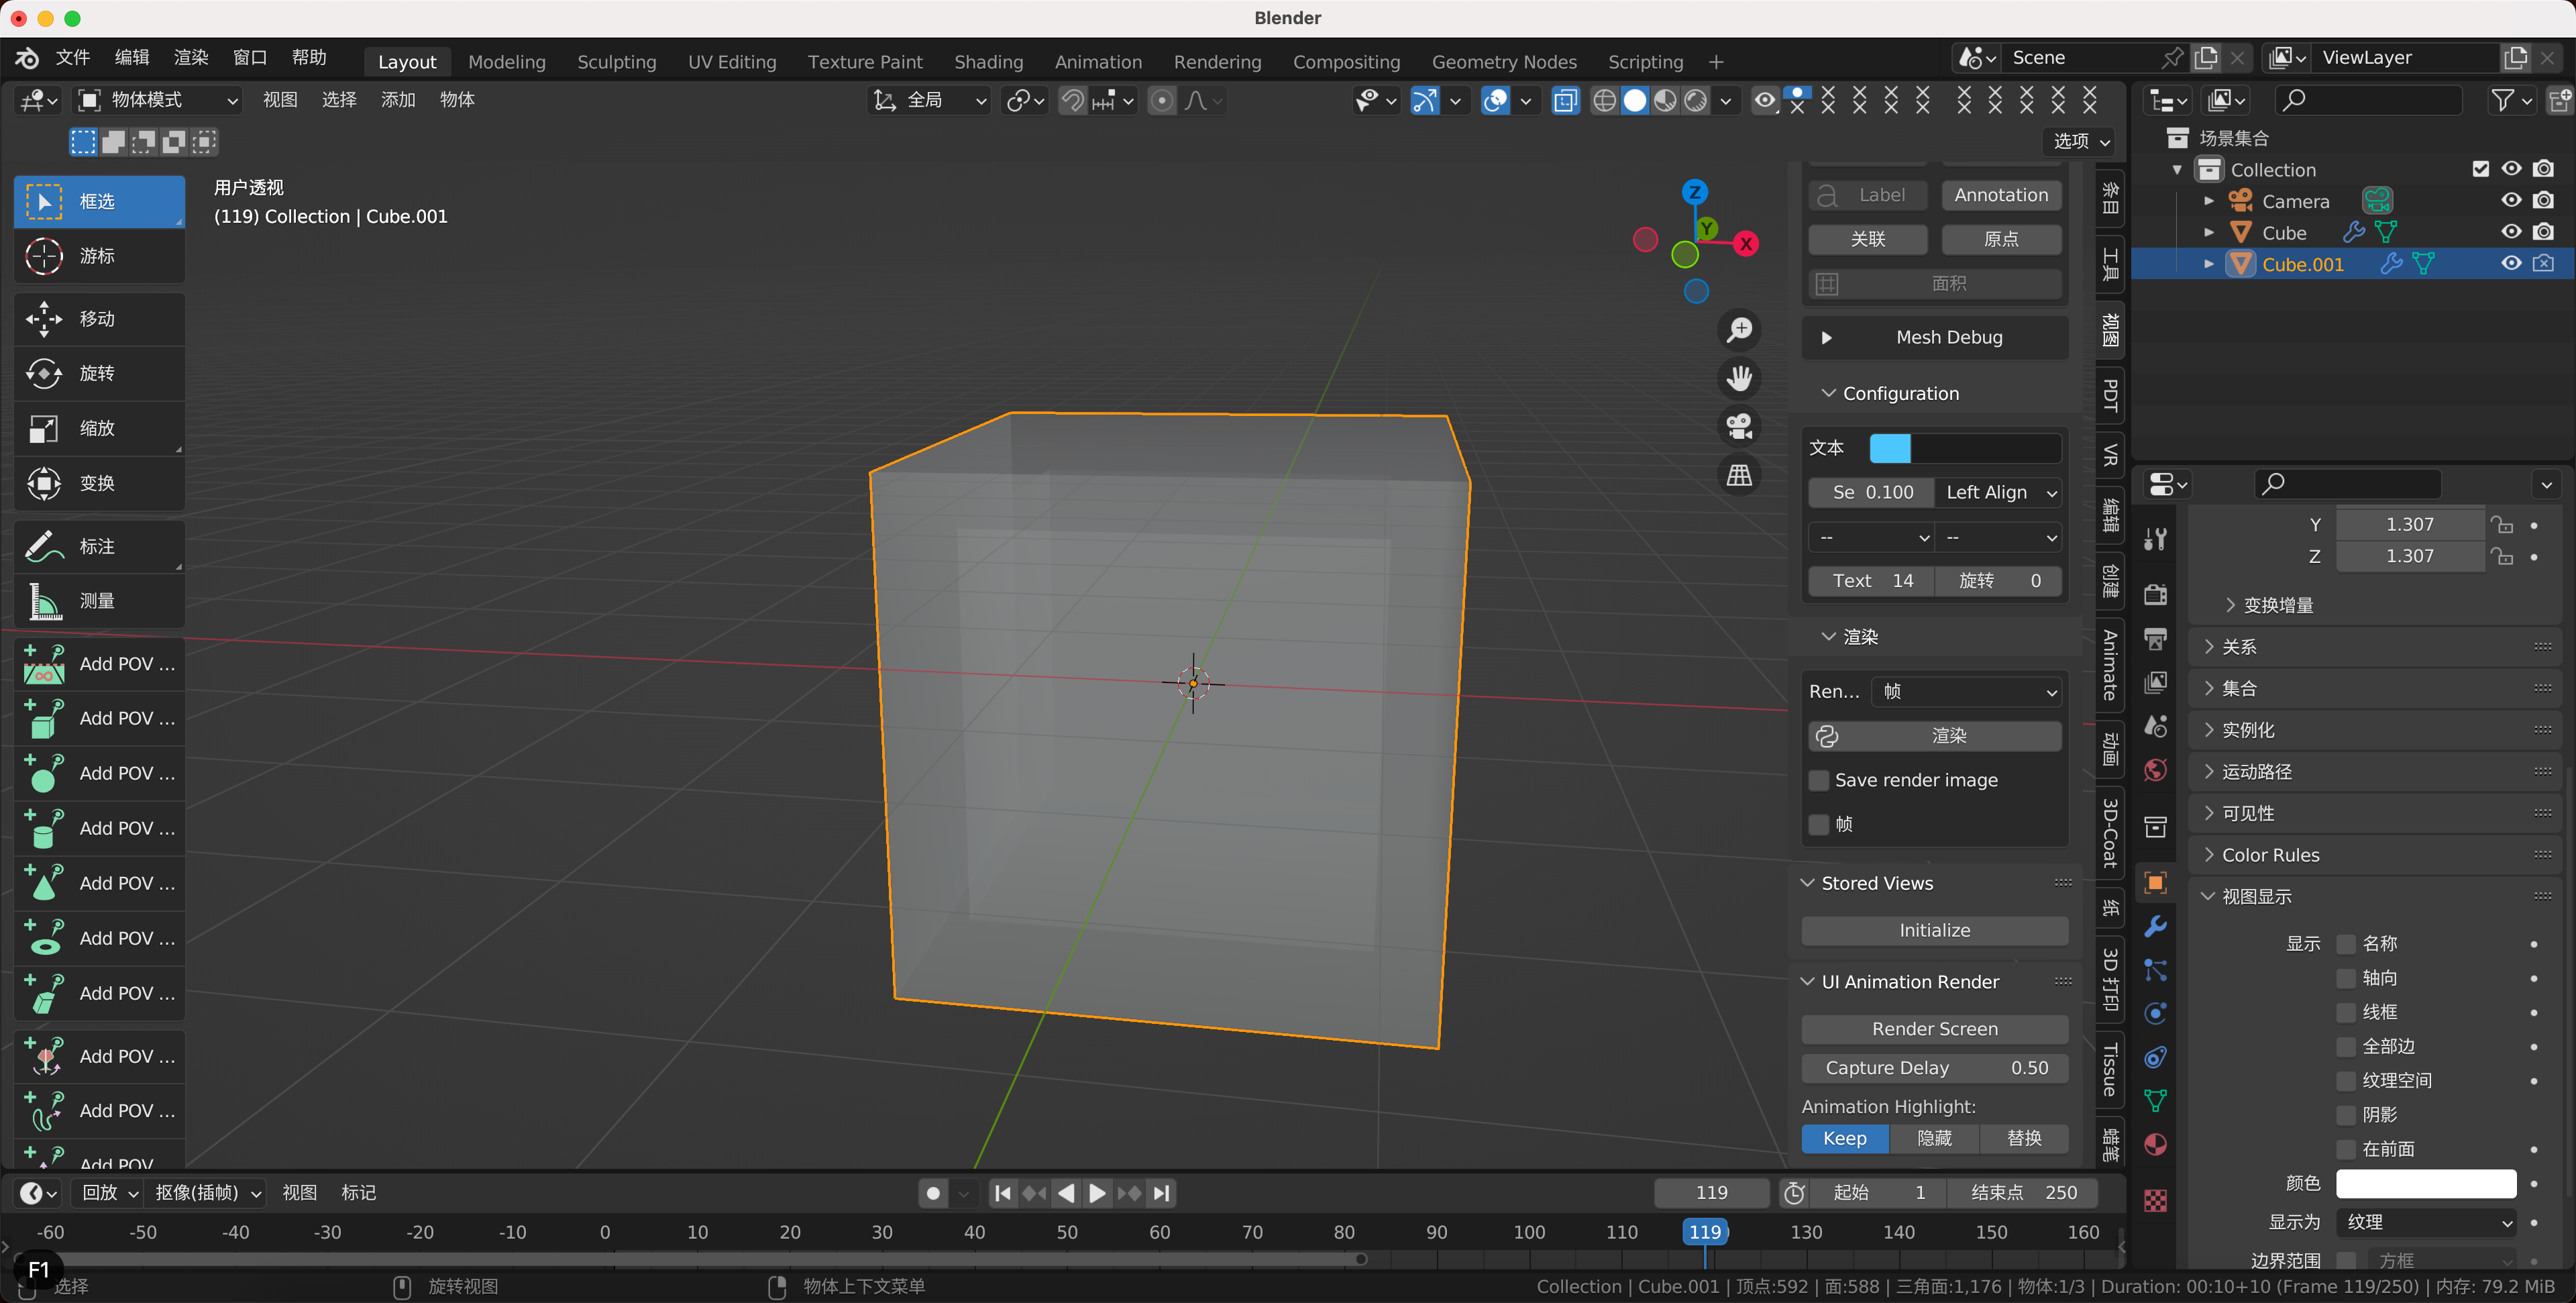 Blender
文件 编辑 渲染 窗口 帮助 Layout Modeling Sculpting UV Editing Texture Paint Shading Animation Rendering Compositing Geometry Nodes Scripting + Scene ViewLayer
物体模式 视图 选择 添加 物体 全局
选项
框选
游标
移动
旋转
缩放
变换
标注
测量
Add POV ...
Add POV ...
Add POV ...
Add POV ...
Add POV ...
Add POV ...
Add POV ...
Add POV ...
Add POV ...
Add POV
用户透视
(119) Collection | Cube.001
Z
Y
X
Label Annotation
关联 原点
面积
Mesh Debug
Configuration
文本
Se 0.100 Left Align
-- --
Text 14 旋转 0
渲染
Ren... 帧
渲染
Save render image
帧
Stored Views
Initialize
UI Animation Render
Render Screen
Capture Delay 0.50
Animation Highlight:
Keep 隐藏 替换
条目
工具
视图
PDT
VR
编辑
创建
Animate
动画
3D-Coat
纸
3D 打印
Tissue
蜡笔
场景集合
Collection
Camera
Cube
Cube.001
Y 1.307
Z 1.307
变换增量
关系
集合
实例化
运动路径
可见性
Color Rules
视图显示
显示 名称
轴向
线框
全部边
纹理空间
阴影
在前面
颜色
显示为 纹理
边界范围 方框
回放 抠像(插帧) 视图 标记 119 起始 1 结束点 250
-60 -50 -40 -30 -20 -10 0 10 20 30 40 50 60 70 80 90 100 110 119 130 140 150 160
F1
选择 旋转视图 物体上下文菜单 Collection | Cube.001 | 顶点:592 | 面:588 | 三角面:1,176 | 物体:1/3 | Duration: 00:10+10 (Frame 119/250) | 内存: 79.2 MiB